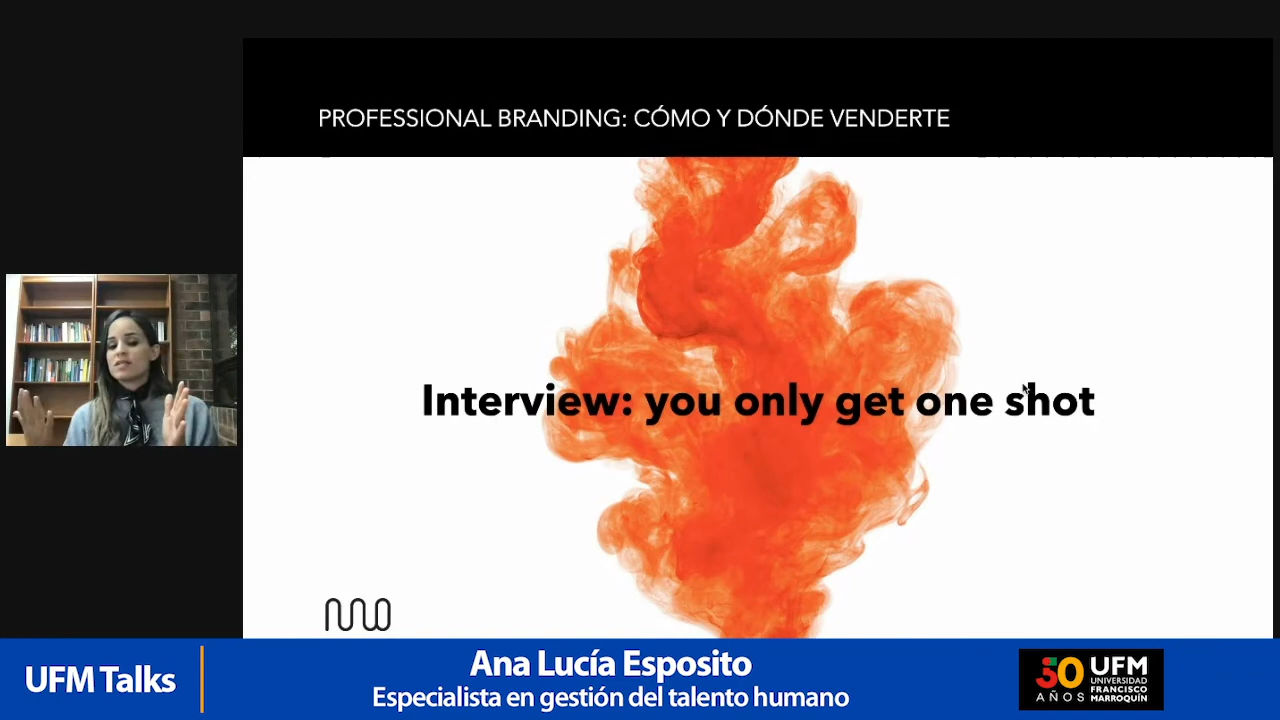 PROFESSIONAL BRANDING: CÓMO Y DÓNDE VENDERTE
Interview: you only get one shot
UFM Talks
Ana Lucía Esposito
Especialista en gestión del talento humano
50 AÑOS
UFM
UNIVERSIDAD
FRANCISCO
MARROQUÍN